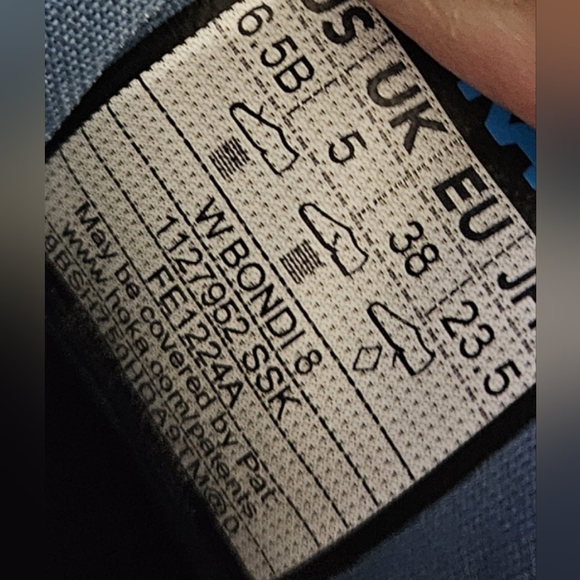 US UK EU JP
6.5B 5 38 23.5
W BONDI 8
1127952 SSK
FE1224A
May be covered by Pat
www.hoka.com/patents